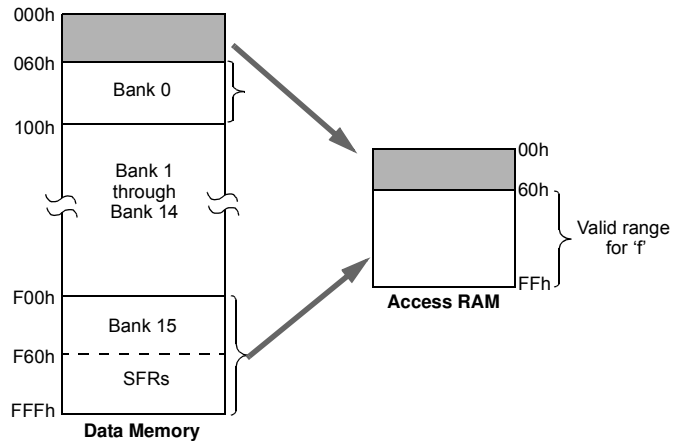 000h
060h
Bank 0
100h
Bank 1
through
Bank 14
F00h
Bank 15
F60h
SFRs
FFFh
Data Memory
00h
60h
Valid range
for ‘f’
FFh
Access RAM